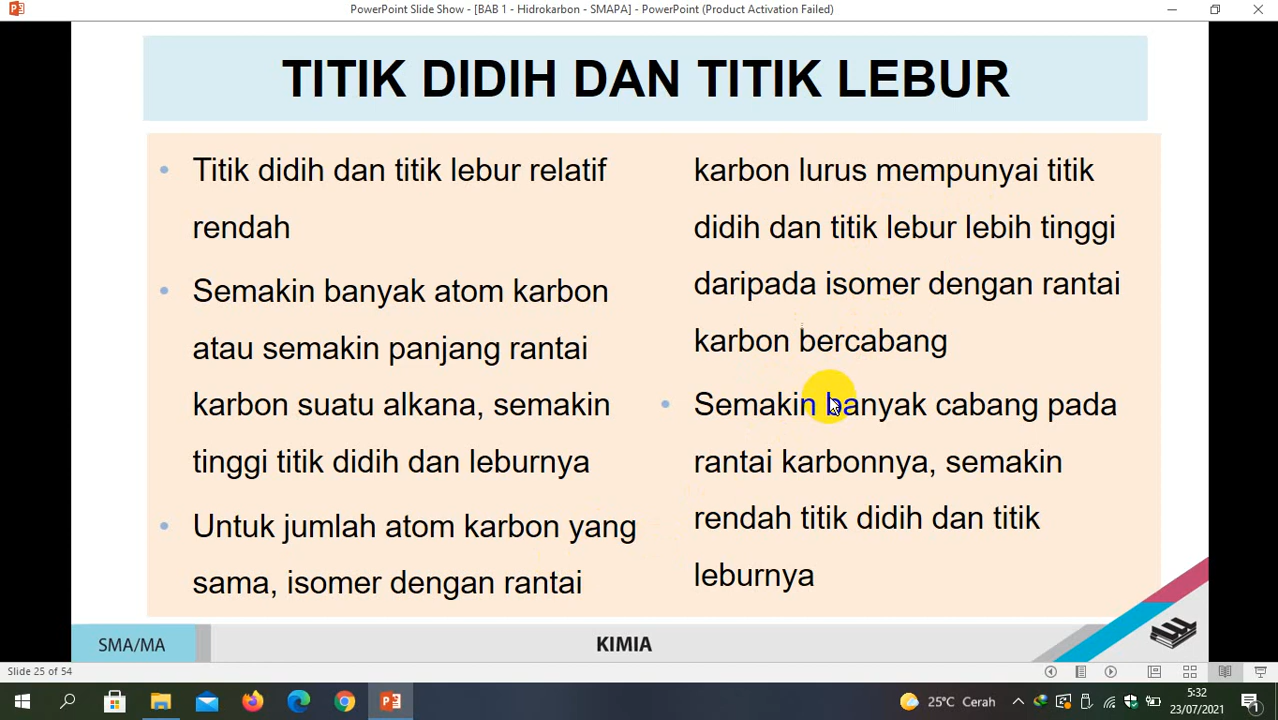 PowerPoint Slide Show - [BAB 1 - Hidrokarbon - SMAPA] - PowerPoint (Product Activation Failed)
TITIK DIDIH DAN TITIK LEBUR
• Titik didih dan titik lebur relatif
rendah
• Semakin banyak atom karbon
atau semakin panjang rantai
karbon suatu alkana, semakin
tinggi titik didih dan leburnya
• Untuk jumlah atom karbon yang
sama, isomer dengan rantai
karbon lurus mempunyai titik
didih dan titik lebur lebih tinggi
daripada isomer dengan rantai
karbon bercabang
• Semakin banyak cabang pada
rantai karbonnya, semakin
rendah titik didih dan titik
leburnya
SMA/MA
KIMIA
Slide 25 of 54
25°C Cerah
5:32
23/07/2021
1